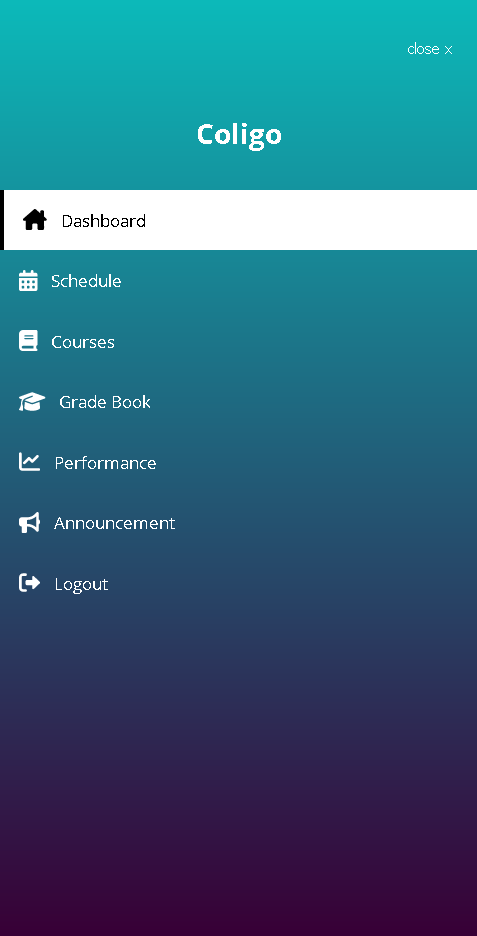 close x
Coligo
Dashboard
Schedule
Courses
Grade Book
Performance
Announcement
Logout